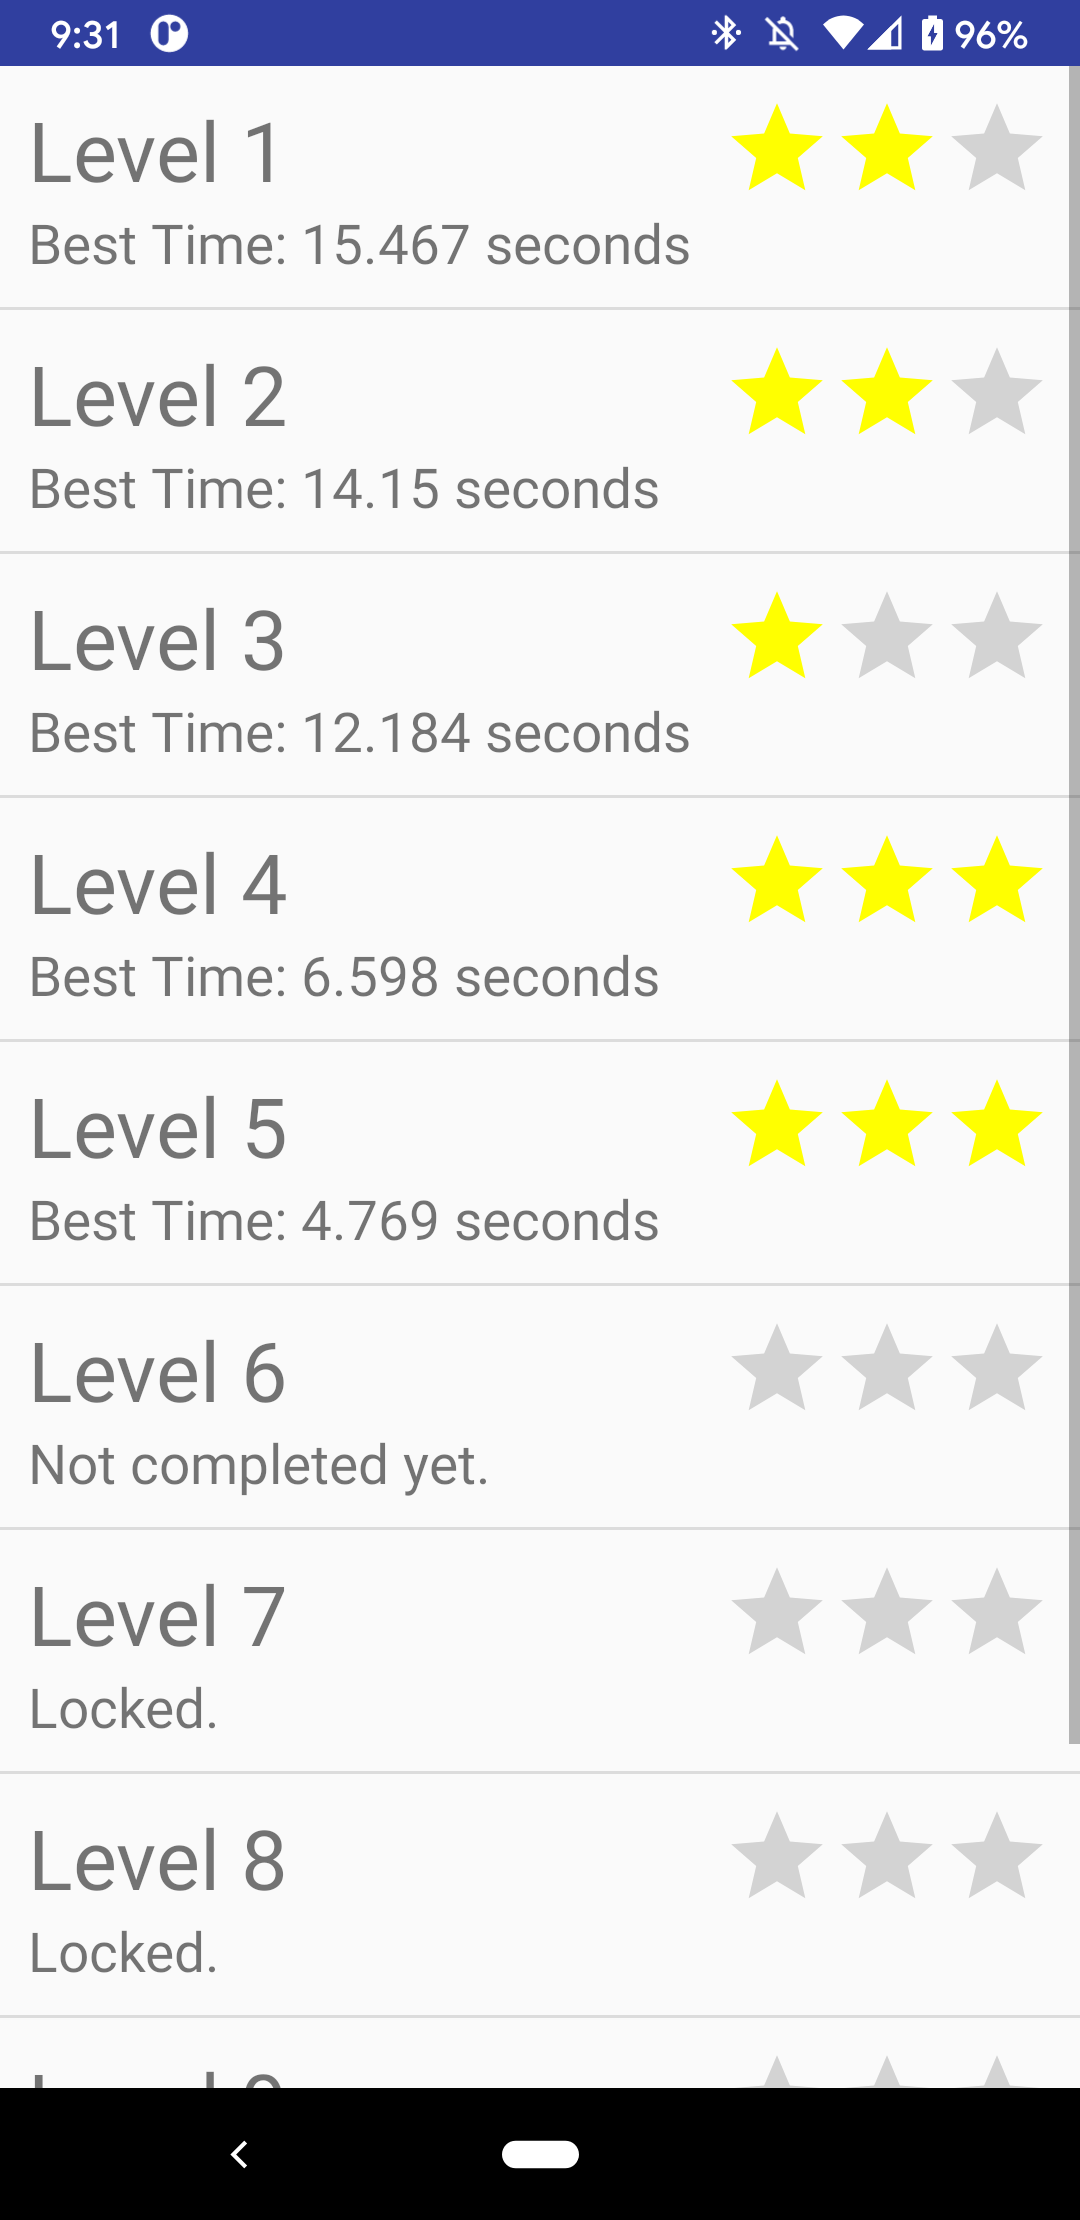 9:31 96%
Level 1
Best Time: 15.467 seconds
Level 2
Best Time: 14.15 seconds
Level 3
Best Time: 12.184 seconds
Level 4
Best Time: 6.598 seconds
Level 5
Best Time: 4.769 seconds
Level 6
Not completed yet.
Level 7
Locked.
Level 8
Locked.